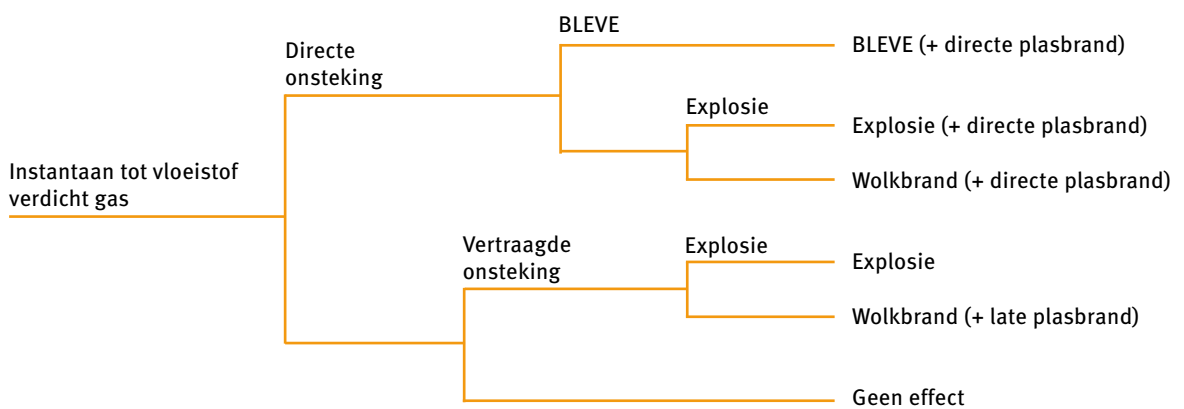 BLEVE
BLEVE (+ directe plasbrand)
Directe
onsteking
Explosie
Explosie (+ directe plasbrand)
Instantaan tot vloeistof
verdicht gas
Wolkbrand (+ directe plasbrand)
Vertraagde
onsteking
Explosie
Explosie
Wolkbrand (+ late plasbrand)
Geen effect